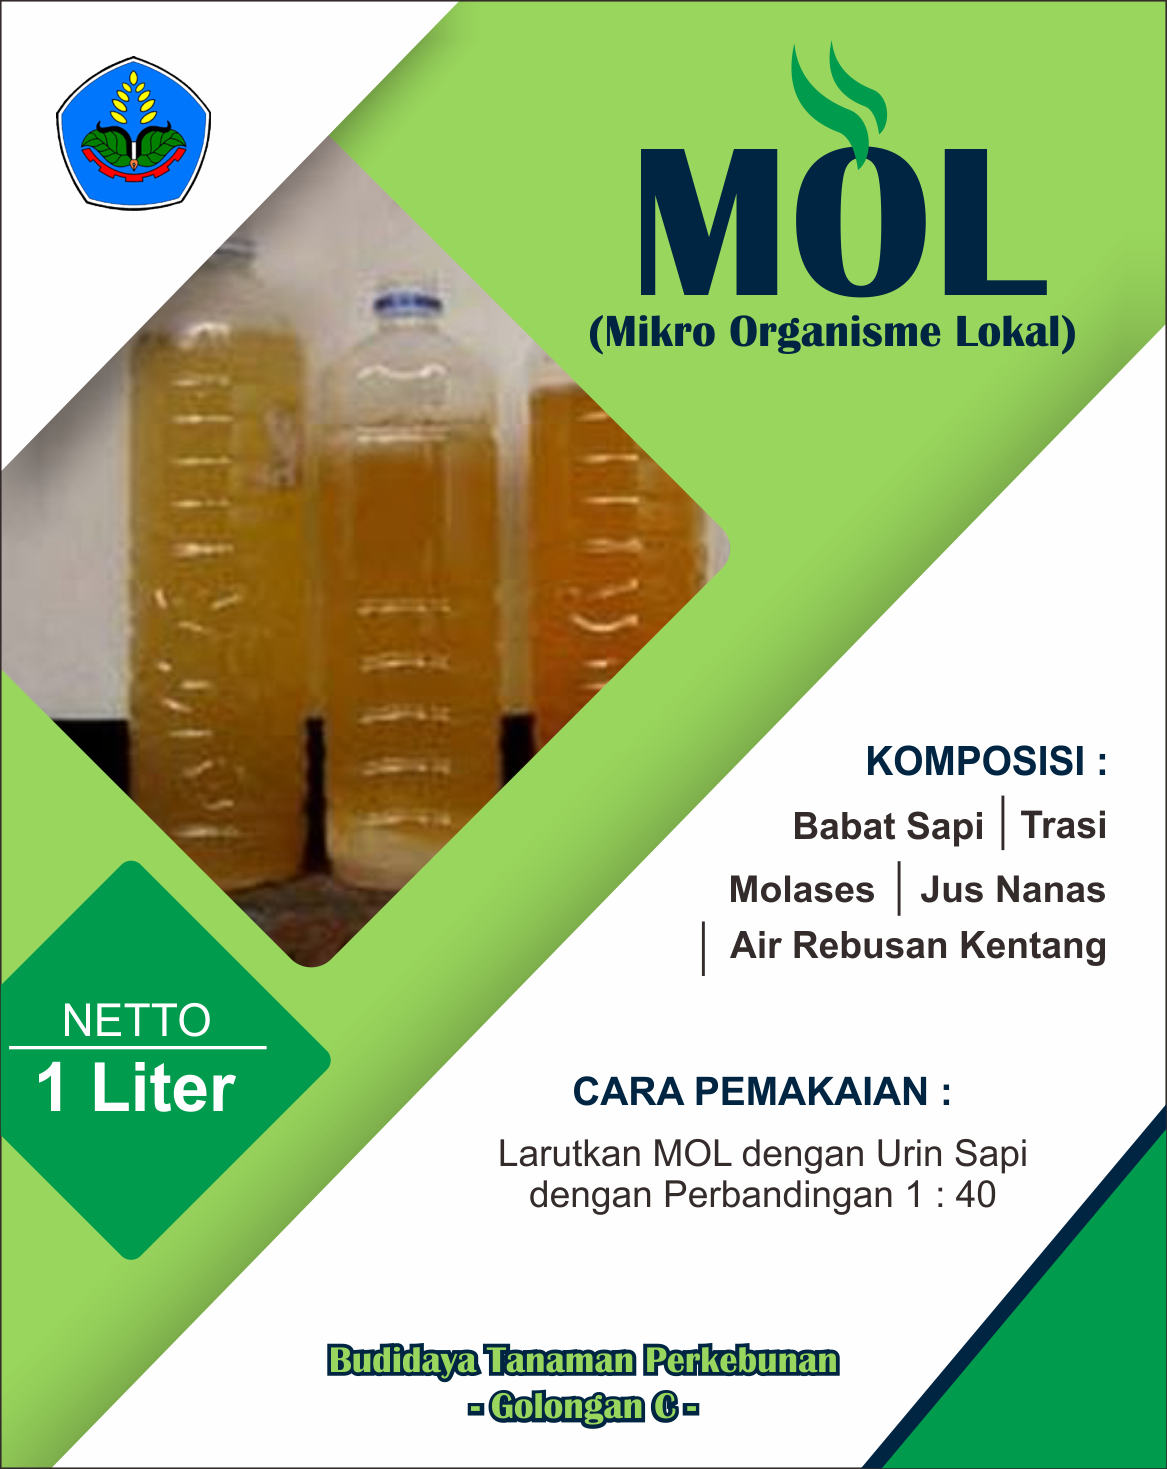 MOL
(Mikro Organisme Lokal)
KOMPOSISI :
Babat Sapi | Trasi
Molases | Jus Nanas
| Air Rebusan Kentang
NETTO
1 Liter
CARA PEMAKAIAN :
Larutkan MOL dengan Urin Sapi
dengan Perbandingan 1 : 40
Budidaya Tanaman Perkebunan
- Golongan C -